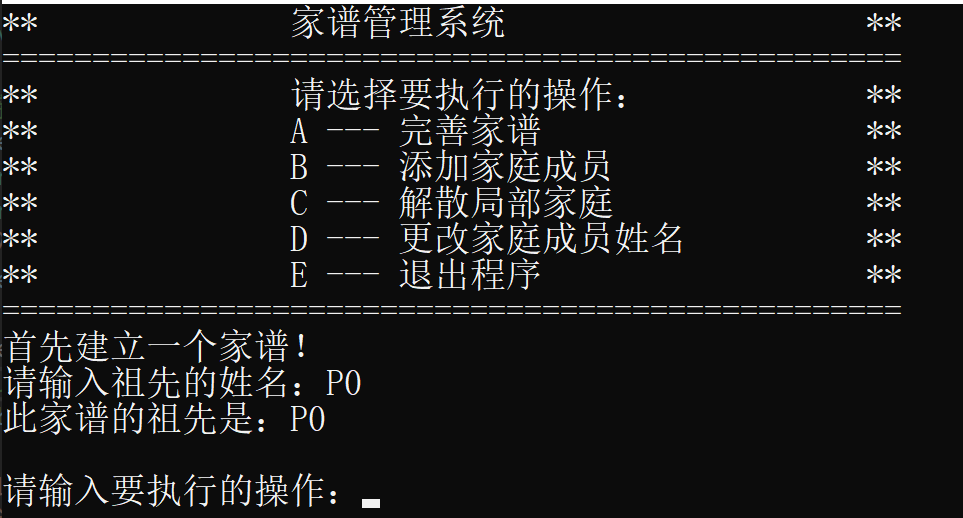 ** 家谱管理系统 **
==================================================
** 请选择要执行的操作: **
** A --- 完善家谱 **
** B --- 添加家庭成员 **
** C --- 解散局部家庭 **
** D --- 更改家庭成员姓名 **
** E --- 退出程序 **
==================================================
首先建立一个家谱!
请输入祖先的姓名:P0
此家谱的祖先是:P0
请输入要执行的操作: